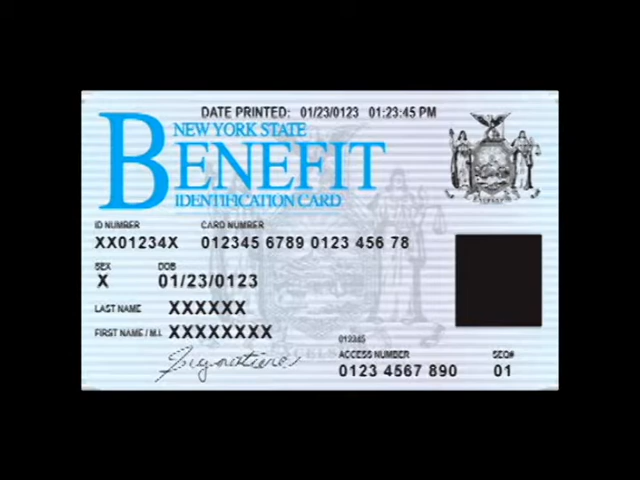 DATE PRINTED: 01/23/0123 01:23:45 PM
NEW YORK STATE
BENEFIT
IDENTIFICATION CARD
ID NUMBER CARD NUMBER
XX01234X 012345 6789 0123 456 78
SEX DOB
X 01/23/0123
LAST NAME XXXXXX
FIRST NAME / M.I. XXXXXXXX
Signature
012345
ACCESS NUMBER SEQ#
0123 4567 890 01
EXCELSIOR